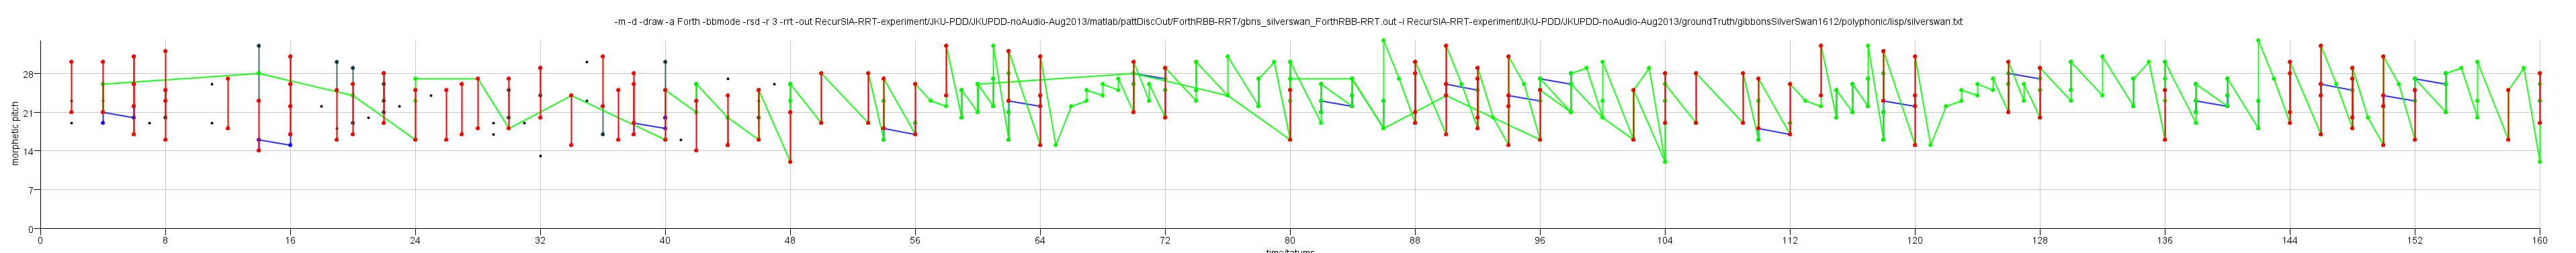 -m -d -draw -a Forth -bbmode -rsd -r 3 -rrt -out RecurSIA-RRT-experiment/JKU-PDD/JKUPDD-noAudio-Aug2013/matlab/pattDiscOut/ForthRBB-RRT/gbns_silverswan_ForthRBB-RRT.out -i RecurSIA-RRT-experiment/JKU-PDD/JKUPDD-noAudio-Aug2013/groundTruth/gibbonsSilverSwan1612/polyphonic/lisp/silverswan.txt
morphetic pitch
28
21
14
7
0
0 8 16 24 32 40 48 56 64 72 80 88 96 104 112 120 128 136 144 152 160
time/tatums